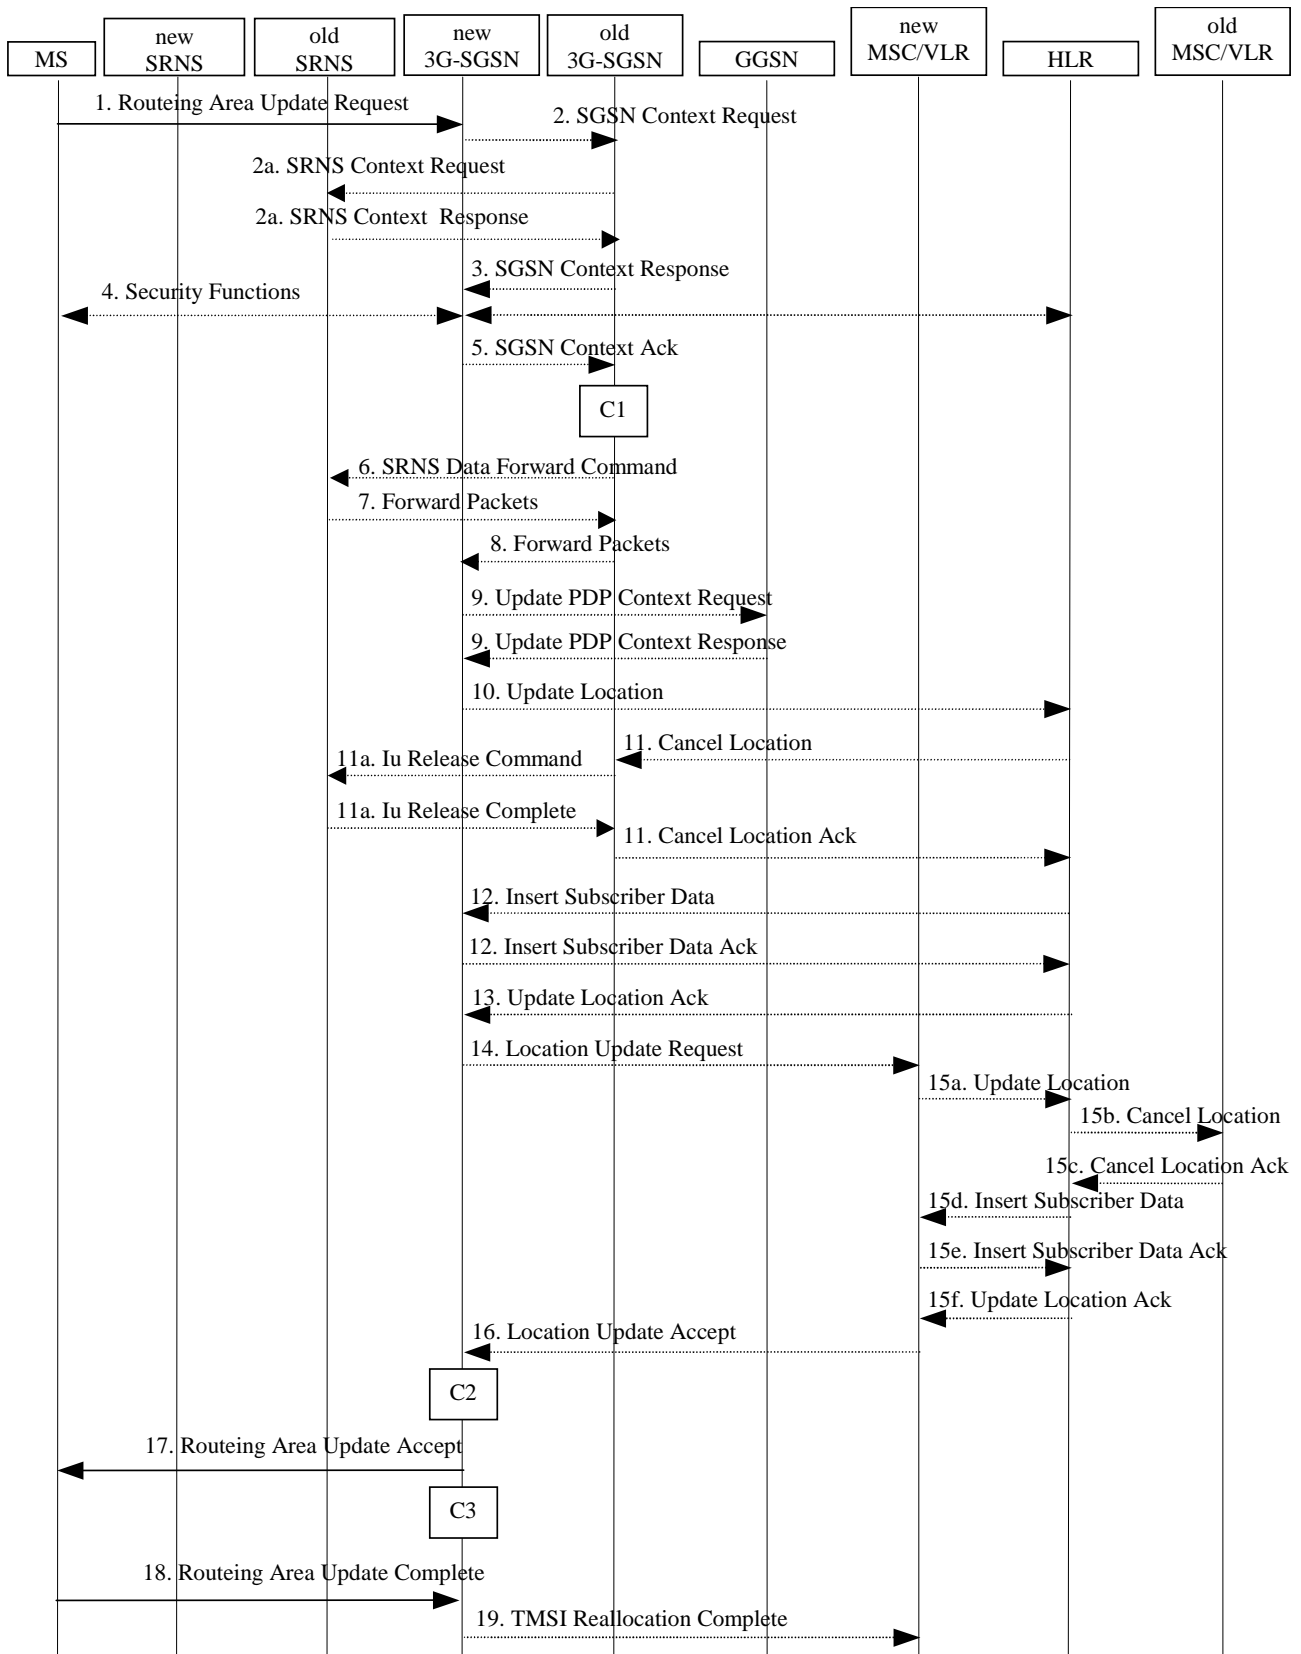 MS
new
SRNS
old
SRNS
new
3G-SGSN
old
3G-SGSN
GGSN
new
MSC/VLR
HLR
old
MSC/VLR
1. Routeing Area Update Request
2. SGSN Context Request
2a. SRNS Context Request
2a. SRNS Context Response
3. SGSN Context Response
4. Security Functions
5. SGSN Context Ack
C1
6. SRNS Data Forward Command
7. Forward Packets
8. Forward Packets
9. Update PDP Context Request
9. Update PDP Context Response
10. Update Location
11. Cancel Location
11a. Iu Release Command
11a. Iu Release Complete
11. Cancel Location Ack
12. Insert Subscriber Data
12. Insert Subscriber Data Ack
13. Update Location Ack
14. Location Update Request
15a. Update Location
15b. Cancel Location
15c. Cancel Location Ack
15d. Insert Subscriber Data
15e. Insert Subscriber Data Ack
15f. Update Location Ack
16. Location Update Accept
C2
17. Routeing Area Update Accept
C3
18. Routeing Area Update Complete
19. TMSI Reallocation Complete